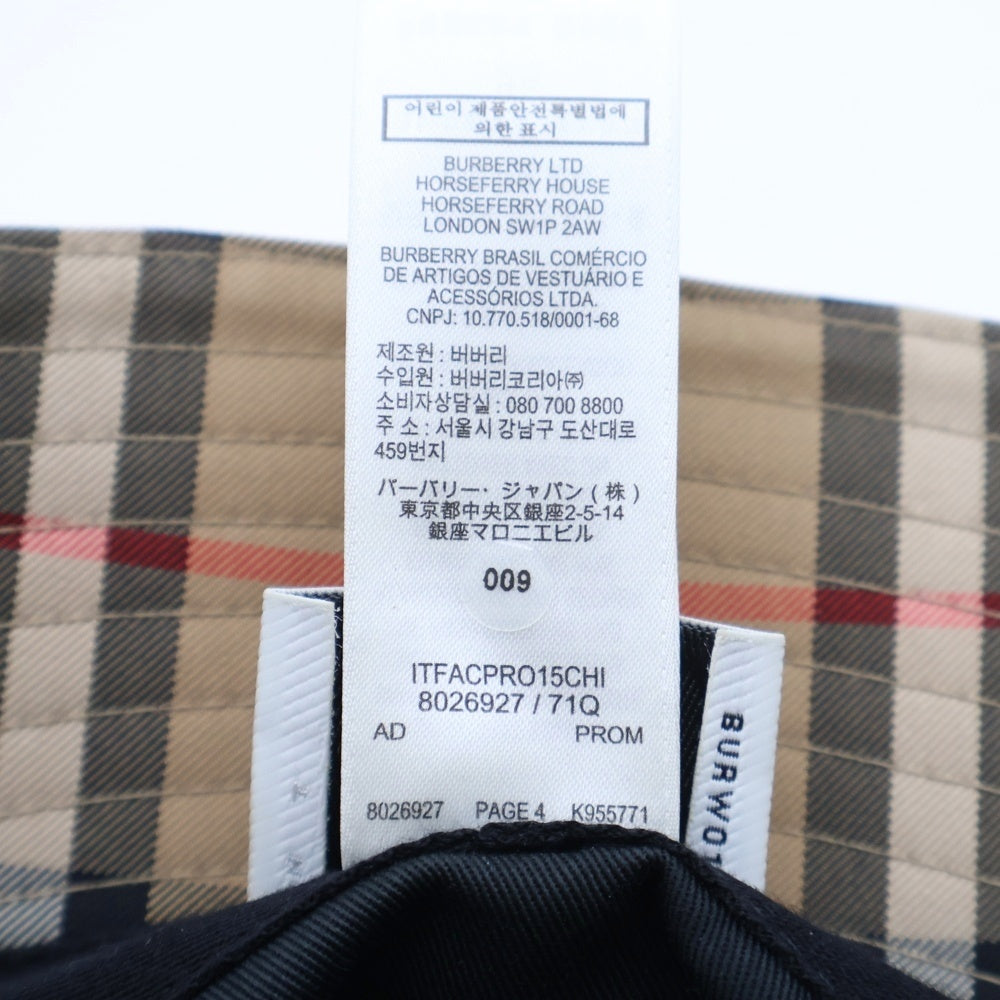 어린이 제품안전특별법에
의한 표시
BURBERRY LTD
HORSEFERRY HOUSE
HORSEFERRY ROAD
LONDON SW1P 2AW
BURBERRY BRASIL COMÉRCIO
DE ARTIGOS DE VESTUÁRIO E
ACESSÓRIOS LTDA.
CNPJ: 10.770.518/0001-68
제조원 : 버버리
수입원 : 버버리코리아㈜
소비자상담실 : 080 700 8800
주 소 : 서울시 강남구 도산대로
459번지
バーバリー・ジャパン ( 株 )
東京都中央区銀座2-5-14
銀座マロニエビル
009
ITFACPRO15CHI
8026927 / 71Q
AD PROM
8026927 PAGE 4 K955771
BURW01